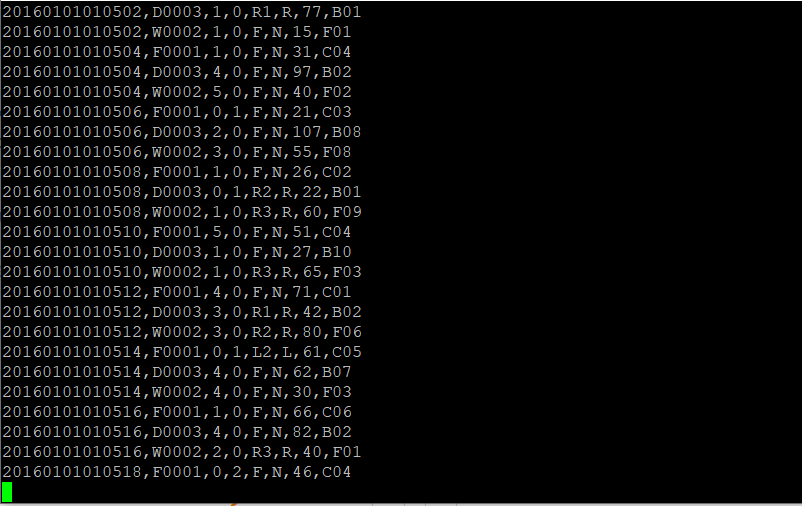 20160101010502,D0003,1,0,R1,R,77,B01
20160101010502,W0002,1,0,F,N,15,F01
20160101010504,F0001,1,0,F,N,31,C04
20160101010504,D0003,4,0,F,N,97,B02
20160101010504,W0002,5,0,F,N,40,F02
20160101010506,F0001,0,1,F,N,21,C03
20160101010506,D0003,2,0,F,N,107,B08
20160101010506,W0002,3,0,F,N,55,F08
20160101010508,F0001,1,0,F,N,26,C02
20160101010508,D0003,0,1,R2,R,22,B01
20160101010508,W0002,1,0,R3,R,60,F09
20160101010510,F0001,5,0,F,N,51,C04
20160101010510,D0003,1,0,F,N,27,B10
20160101010510,W0002,1,0,R3,R,65,F03
20160101010512,F0001,4,0,F,N,71,C01
20160101010512,D0003,3,0,R1,R,42,B02
20160101010512,W0002,3,0,R2,R,80,F06
20160101010514,F0001,0,1,L2,L,61,C05
20160101010514,D0003,4,0,F,N,62,B07
20160101010514,W0002,4,0,F,N,30,F03
20160101010516,F0001,1,0,F,N,66,C06
20160101010516,D0003,4,0,F,N,82,B02
20160101010516,W0002,2,0,R3,R,40,F01
20160101010518,F0001,0,2,F,N,46,C04